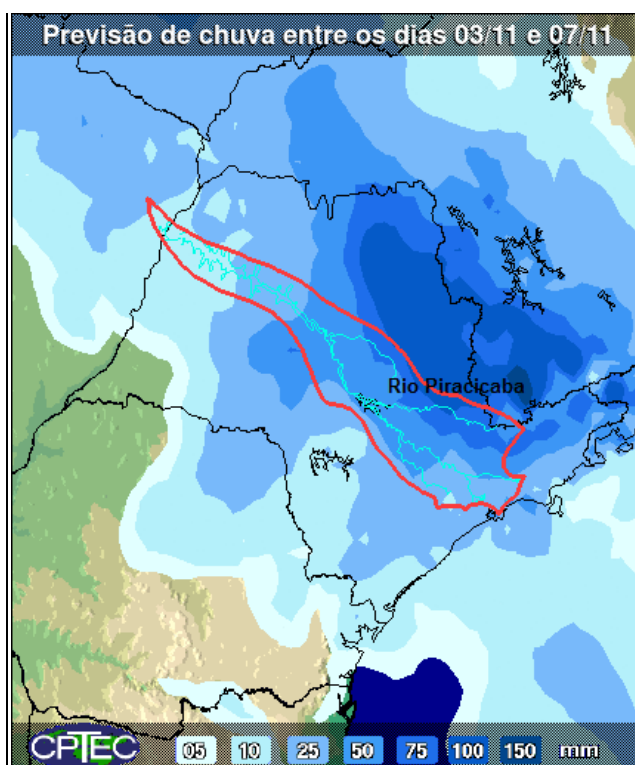 Previsão de chuva entre os dias 03/11 e 07/11
Rio Piracicaba
CPTEC 05 10 25 50 75 100 150 mm